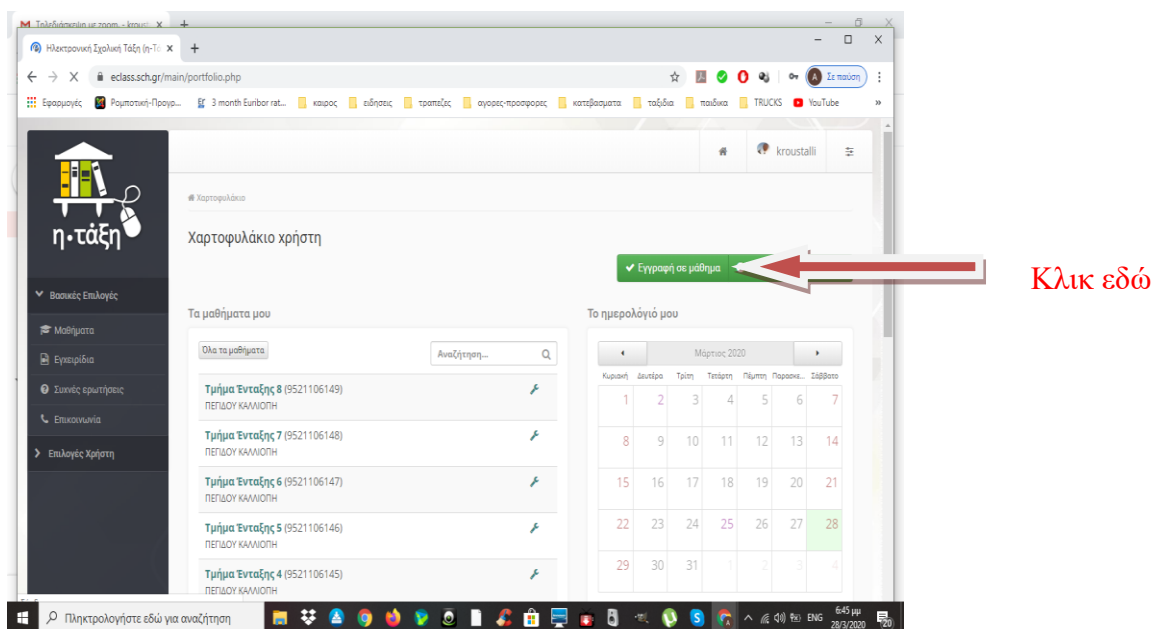 Τηλεδιάσκεψη με zoom. - krousta X +
Ηλεκτρονική Σχολική Τάξη (η-Τά X +
eclass.sch.gr/main/portfolio.php
A Σε παύση
Εφαρμογές Ρομποτική-Προγρ... 3 month Euribor rat... καιρος ειδησεις τραπεζες αγορες-προσφορες κατεβασματα ταξιδια παιδικα TRUCKS YouTube »
η·τάξη
kroustalli
Χαρτοφυλάκιο
Χαρτοφυλάκιο χρήστη
Εγγραφή σε μάθημα
Κλικ εδώ
Βασικές Επιλογές
Μαθήματα
Εγχειρίδια
Συχνές ερωτήσεις
Επικοινωνία
Επιλογές Χρήστη
Τα μαθήματα μου
Όλα τα μαθήματα
Αναζήτηση...
Τμήμα Ένταξης 8 (9521106149)
ΠΕΓΙΔΟΥ ΚΑΛΛΙΟΠΗ
Τμήμα Ένταξης 7 (9521106148)
ΠΕΓΙΔΟΥ ΚΑΛΛΙΟΠΗ
Τμήμα Ένταξης 6 (9521106147)
ΠΕΓΙΔΟΥ ΚΑΛΛΙΟΠΗ
Τμήμα Ένταξης 5 (9521106146)
ΠΕΓΙΔΟΥ ΚΑΛΛΙΟΠΗ
Τμήμα Ένταξης 4 (9521106145)
ΠΕΓΙΔΟΥ ΚΑΛΛΙΟΠΗ
Το ημερολόγιό μου
Μάρτιος 2020
Κυριακή Δευτέρα Τρίτη Τετάρτη Πέμπτη Παρασκε... Σάββατο
1 2 3 4 5 6 7
8 9 10 11 12 13 14
15 16 17 18 19 20 21
22 23 24 25 26 27 28
29 30 31 1 2 3 4
Πληκτρολογήστε εδώ για αναζήτηση
ENG
6:45 μμ
28/3/2020
20